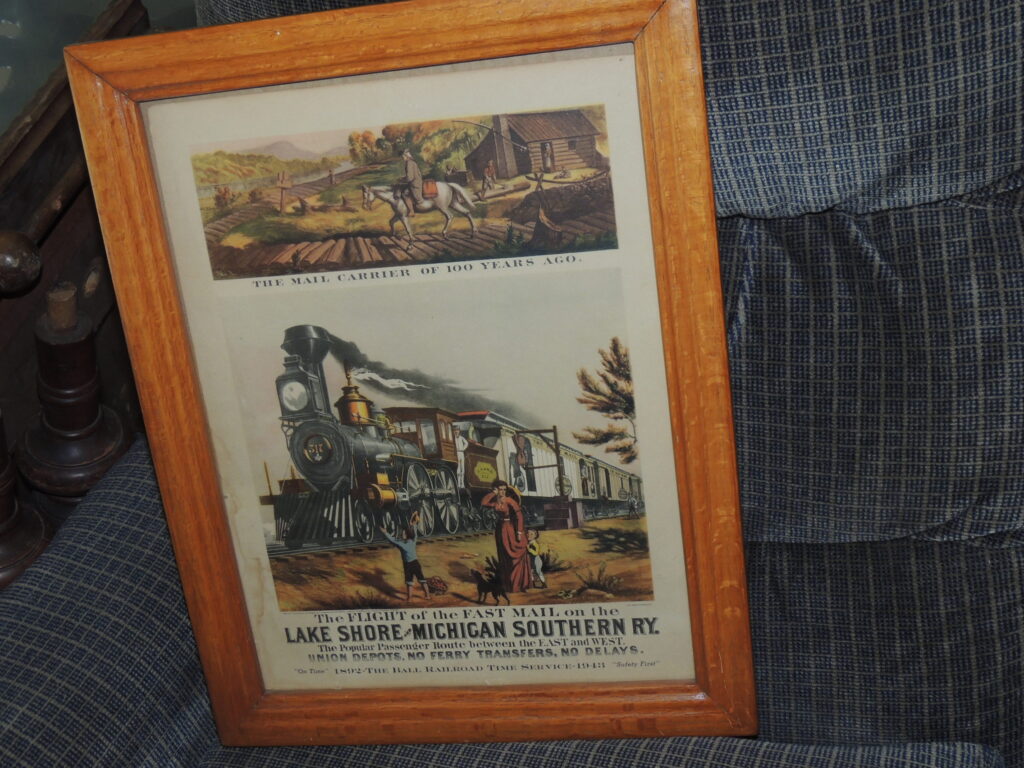 THE MAIL CARRIER OF 100 YEARS AGO.
The FLIGHT of the FAST MAIL on the
LAKE SHORE AND MICHIGAN SOUTHERN RY.
The Popular Passenger Route between the EAST and WEST.
UNION DEPOTS, NO FERRY TRANSFERS, NO DELAYS.
"On Time" 1892-THE BALL RAILROAD TIME SERVICE-1943 "Safety First"